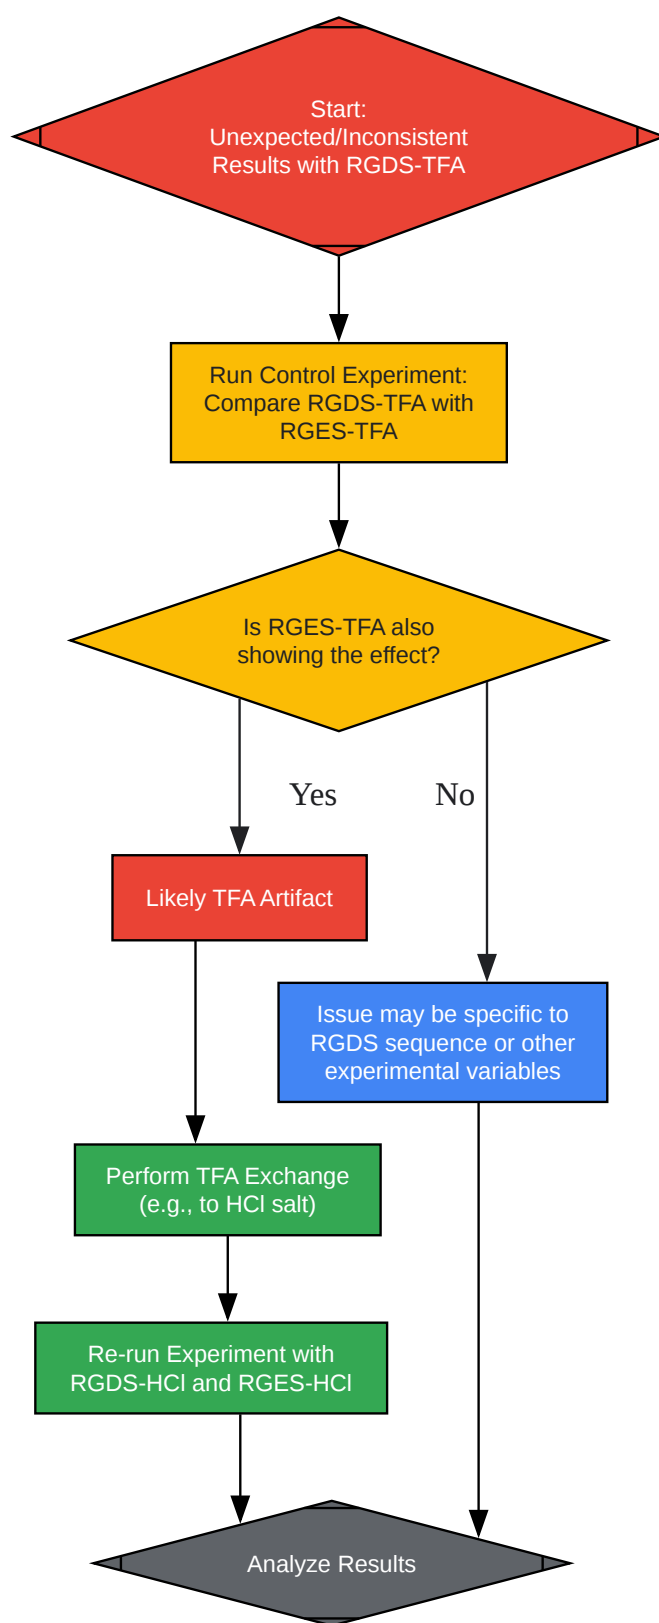 Start:
Unexpected/Inconsistent
Results with RGDS-TFA
Run Control Experiment:
Compare RGDS-TFA with
RGES-TFA
Is RGES-TFA also
showing the effect?
Yes
No
Likely TFA Artifact
Issue may be specific to
RGDS sequence or other
experimental variables
Perform TFA Exchange
(e.g., to HCl salt)
Re-run Experiment with
RGDS-HCl and RGES-HCl
Analyze Results